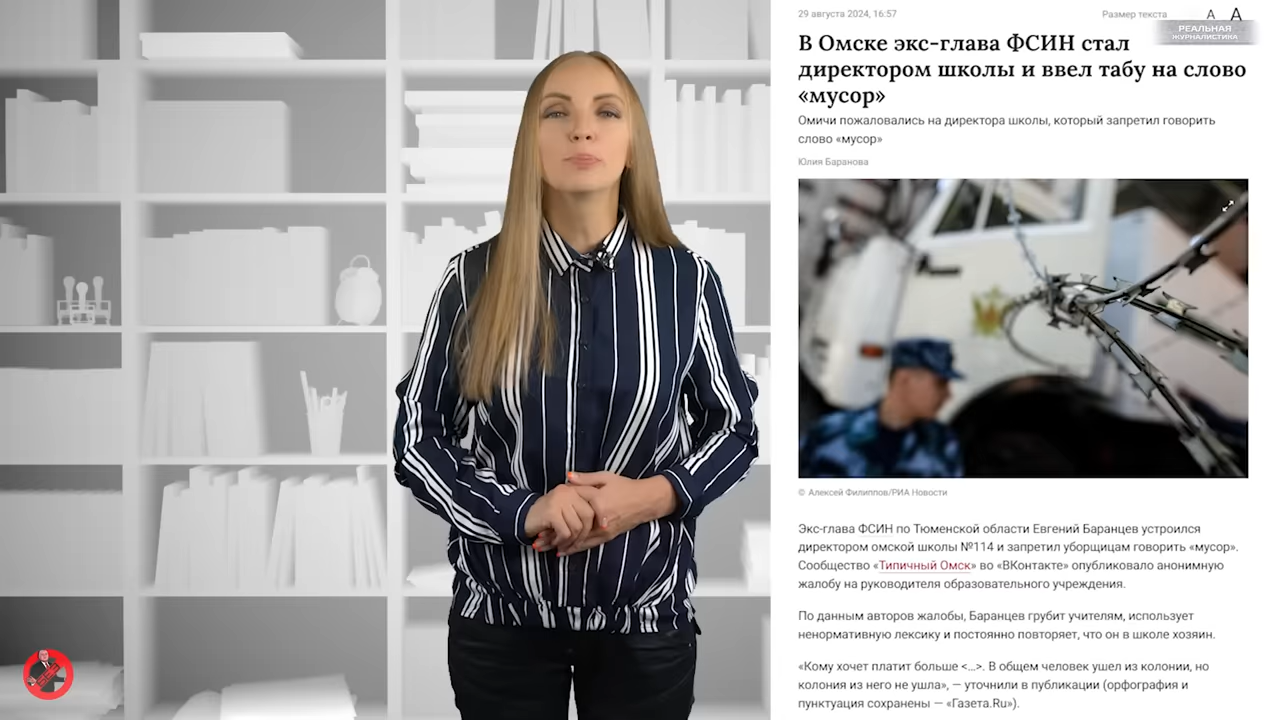 29 августа 2024, 16:57
Размер текста
А А
РЕАЛЬНАЯ
ЖУРНАЛИСТИКА
В Омске экс-глава ФСИН стал
директором школы и ввел табу на слово
«мусор»
Омичи пожаловались на директора школы, который запретил говорить
слово «мусор»
Юлия Баранова
© Алексей Филиппов/РИА Новости
Экс-глава ФСИН по Тюменской области Евгений Баранцев устроился
директором омской школы №114 и запретил уборщицам говорить «мусор».
Сообщество «Типичный Омск» во «ВКонтакте» опубликовало анонимную
жалобу на руководителя образовательного учреждения.
По данным авторов жалобы, Баранцев грубит учителям, использует
ненормативную лексику и постоянно повторяет, что он в школе хозяин.
«Кому хочет платит больше <…>. В общем человек ушел из колонии, но
колония из него не ушла», — уточнили в публикации (орфография и
пунктуация сохранены — «Газета.Ru»).